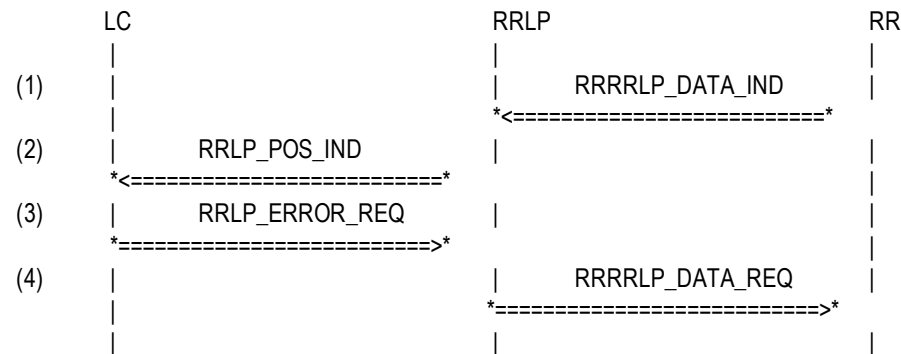 LC RRLP RR
| | |
(1) | | RRRRLP_DATA_IND |
| *<==========================*
(2) | RRLP_POS_IND | |
*<==========================* |
(3) | RRLP_ERROR_REQ | |
*==========================>* |
(4) | | RRRRLP_DATA_REQ |
| *===========================>*
| | |